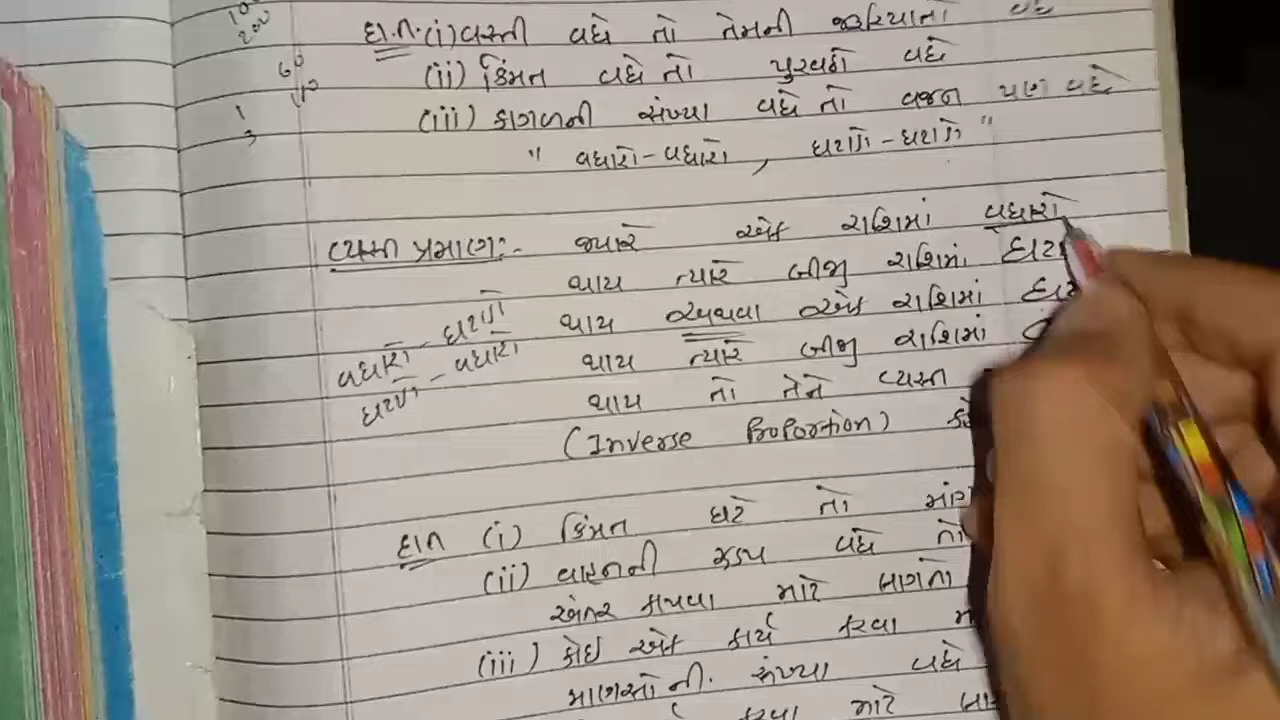 દા.ત. (i) વસ્તી વધે તો તેમની જરૂરિયાતો વધે
(ii) કિંમત વધે તો પુરવઠો વધે
(iii) કાગળની સંખ્યા વધે તો વજન પણ વધે
" વધારો - વધારો , ઘટાડો - ઘટાડો "
વ્યસ્ત પ્રમાણ :- જ્યારે એક રાશિમાં વધારો
થાય ત્યારે બીજી રાશિમાં
થાય અથવા એક રાશિમાં
થાય ત્યારે બીજી રાશિમાં
થાય તો તેને વ્યસ્ત
(Inverse Proportion)
વધારો - ઘટાડો
ઘટાડો - વધારો
દા.ત (i) કિંમત ઘટે તો
(ii) વાહનની ઝડપ વધે તો
અંતર કાપવા માટે લાગતો
(iii) કોઈ એક કાર્ય કરવા
માણસોની સંખ્યા વધે
કરવા માટે